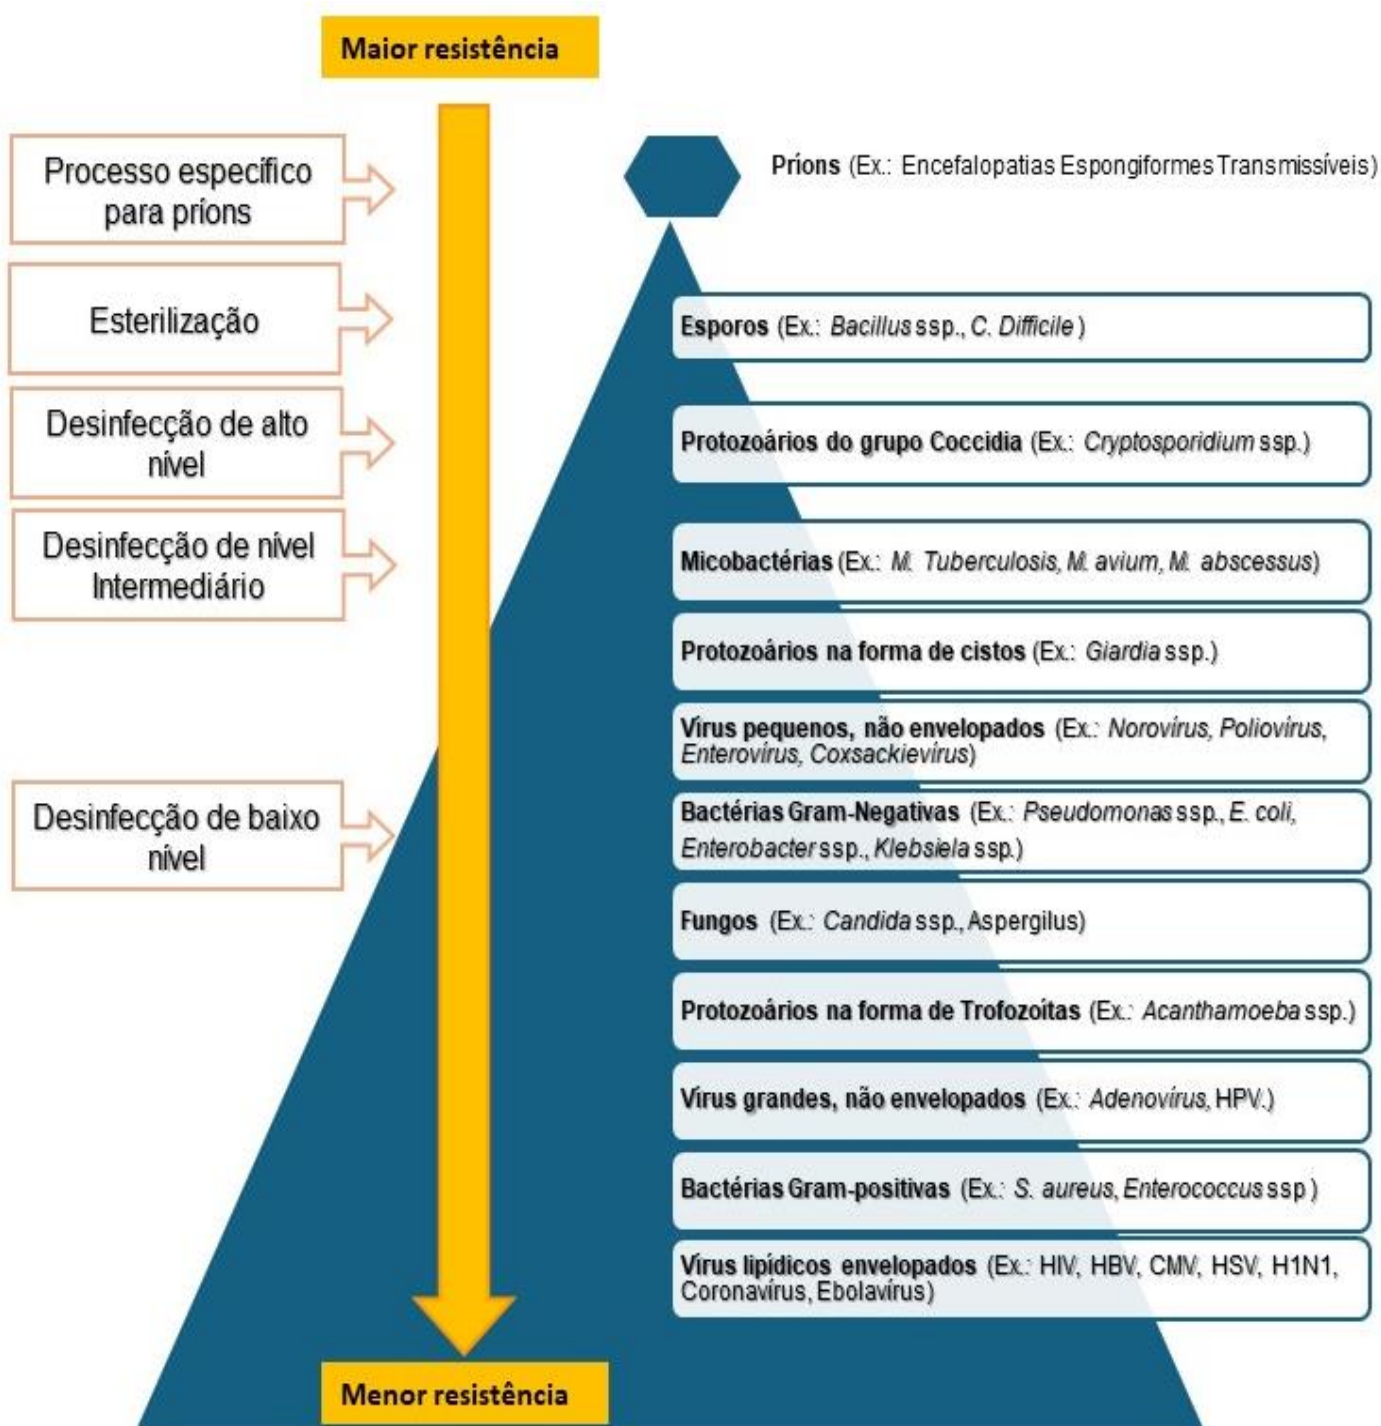 Maior resistência
Processo específico
para príons
Príons (Ex.: Encefalopatias Espongiformes Transmissíveis)
Esterilização
Esporos (Ex.: Bacillus ssp., C. Difficile )
Desinfecção de alto
nível
Protozoários do grupo Coccidia (Ex.: Cryptosporidium ssp.)
Desinfecção de nível
Intermediário
Micobactérias (Ex.: M. Tuberculosis, M. avium, M. abscessus)
Protozoários na forma de cistos (Ex.: Giardia ssp.)
Vírus pequenos, não envelopados (Ex.: Norovírus, Poliovírus,
Enterovírus, Coxsackievírus)
Desinfecção de baixo
nível
Bactérias Gram-Negativas (Ex.: Pseudomonas ssp., E. coli,
Enterobacter ssp., Klebsiela ssp.)
Fungos (Ex.: Candida ssp., Aspergilus)
Protozoários na forma de Trofozoítas (Ex.: Acanthamoeba ssp.)
Vírus grandes, não envelopados (Ex.: Adenovírus, HPV.)
Bactérias Gram-positivas (Ex.: S. aureus, Enterococcus ssp )
Vírus lipídicos envelopados (Ex.: HIV, HBV, CMV, HSV, H1N1,
Coronavírus, Ebolavírus)
Menor resistência